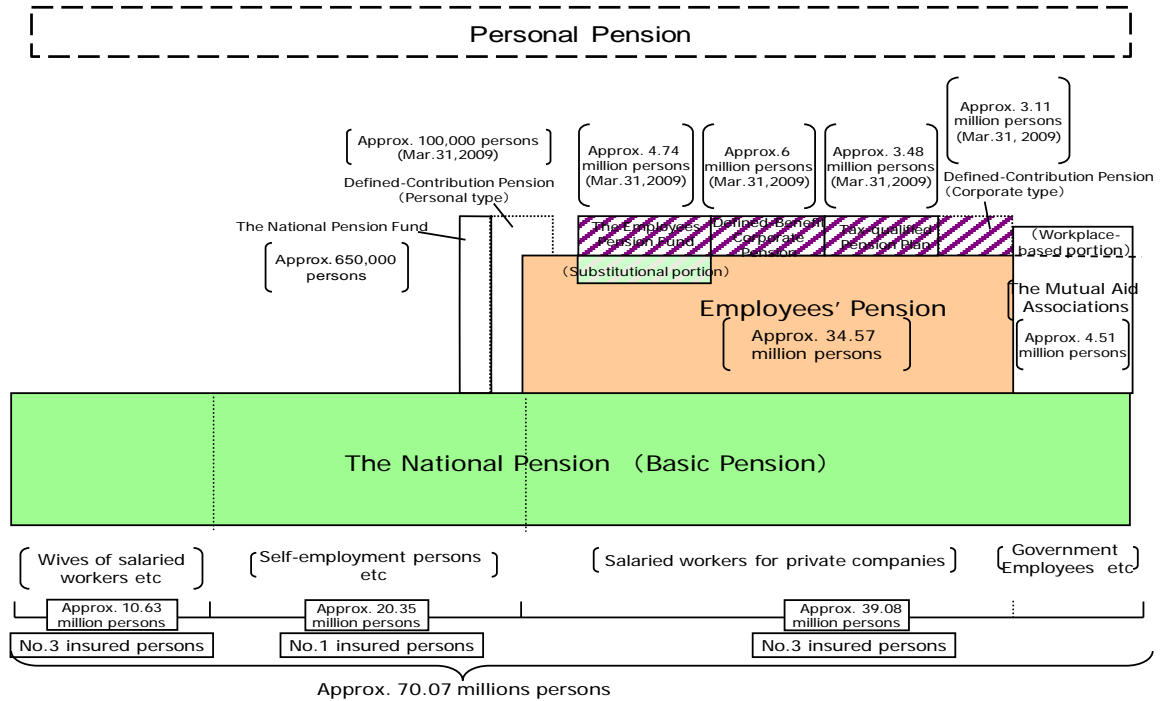 Personal Pension
Approx. 100,000 persons
(Mar.31,2009)
Approx. 4.74
million persons
(Mar.31,2009)
Approx.6
million persons
(Mar.31,2009)
Approx. 3.48
million persons
(Mar.31,2009)
Approx. 3.11
million persons
(Mar.31, 2009)
Defined-Contribution Pension
（Personal type）
Defined-Contribution Pension
（Corporate type）
The National Pension Fund
Approx. 650,000
persons
The Employees
Pension Fund
Defined-Benefit
Corporate
Pension
Tax-qualified
Pension Plan
(Workplace-
based portion)
（Substitutional portion）
Employees’ Pension
Approx. 34.57
million persons
The Mutual Aid
Associations
Approx. 4.51
million persons
The National Pension （Basic Pension）
Wives of salaried
workers etc
Self-employment persons
etc
Salaried workers for private companies
Government
Employees etc
Approx. 10.63
million persons
Approx. 20.35
million persons
Approx. 39.08
million persons
No.3 insured persons
No.1 insured persons
No.3 insured persons
Approx. 70.07 millions persons